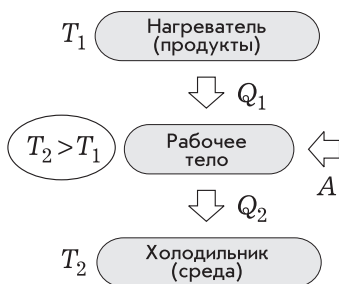 T₁
Нагреватель
(продукты)
Q₁
T₂ > T₁
Рабочее
тело
A
Q₂
T₂
Холодильник
(среда)